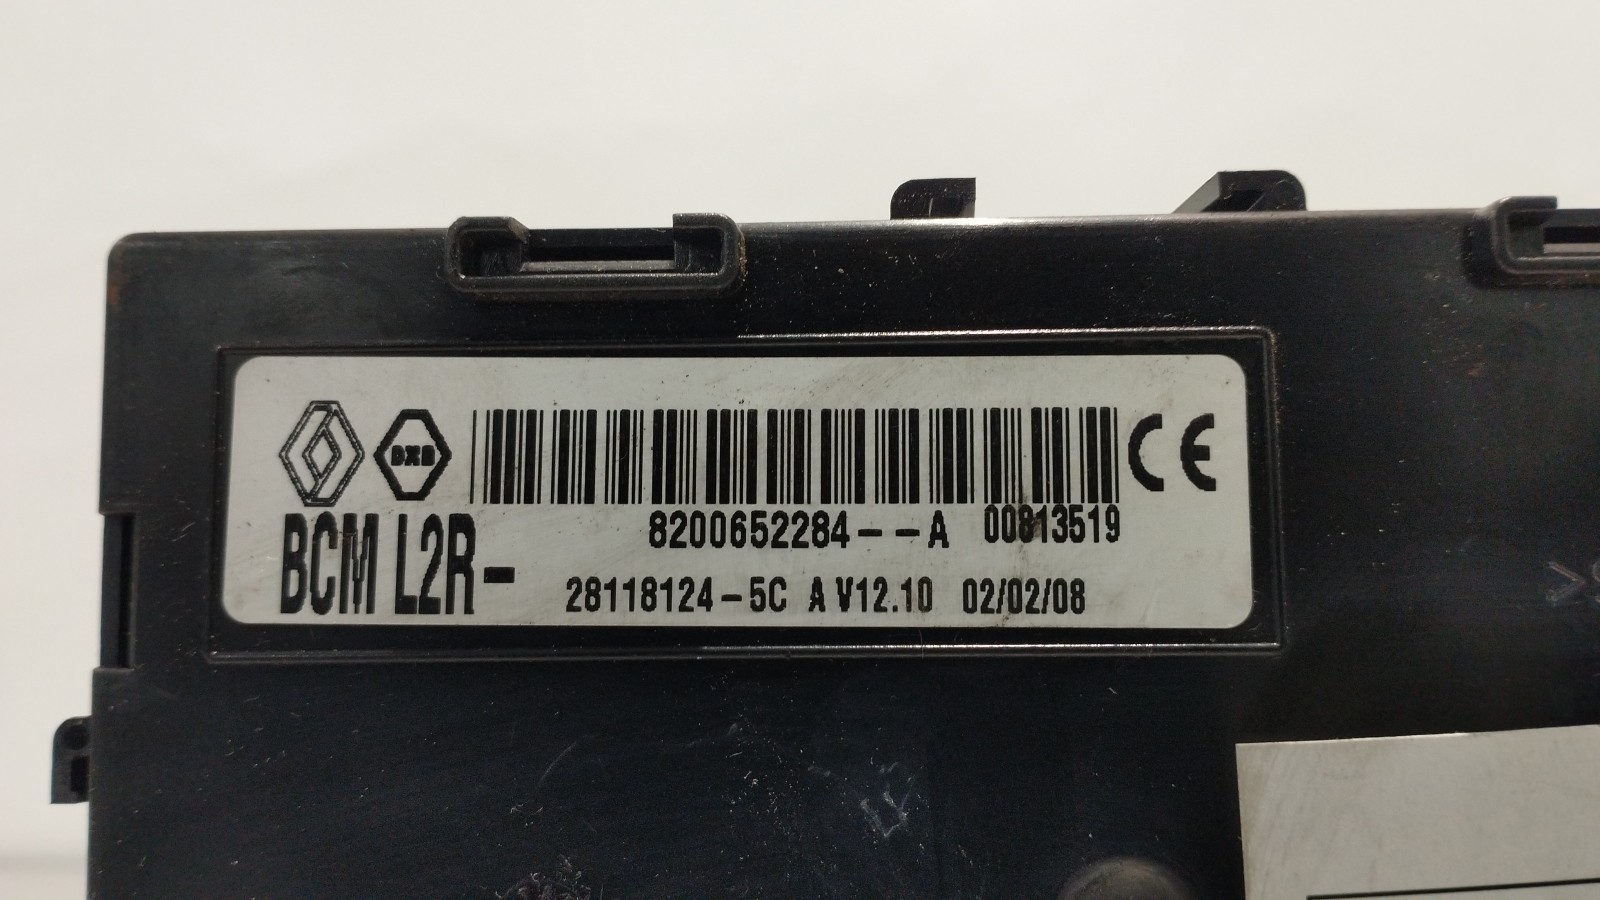 BCM L2R-
8200652284--A 00813519
28118124-5C A V12.10 02/02/08
CE